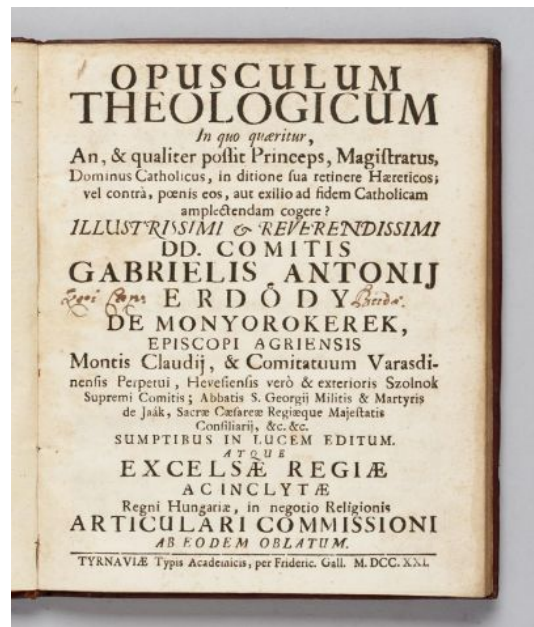 OPUSCULUM
THEOLOGICUM
In quo quæritur,
An, & qualiter poſſit Princeps, Magiſtratus,
Dominus Catholicus, in ditione ſua retinere Hæreticos;
vel contrà, pœnis eos, aut exilio ad fidem Catholicam
amplectendam cogere?
ILLUSTRISSIMI & REVERENDISSIMI
DD. COMITIS
GABRIELIS ANTONIJ
ERDŐDY
DE MONYOROKEREK,
EPISCOPI AGRIENSIS
Montis Claudij, & Comitatuum Varasdi-
nenſis Perpetui, Heveſienſis verò & exterioris Szolnok
Supremi Comitis; Abbatis S. Georgij Militis & Martyris
de Jaák, Sacræ Cæſareæ Regiæque Majeſtatis
Conſiliarij, &c. &c.
SUMPTIBUS IN LUCEM EDITUM.
ATQUE
EXCELSÆ REGIÆ
AC INCLYTÆ
Regni Hungariæ, in negotio Religionis
ARTICULARI COMMISSIONI
AB EODEM OBLATUM.
TYRNAVIÆ Typis Academicis, per Frideric. Gall. M. DCC. XXI.